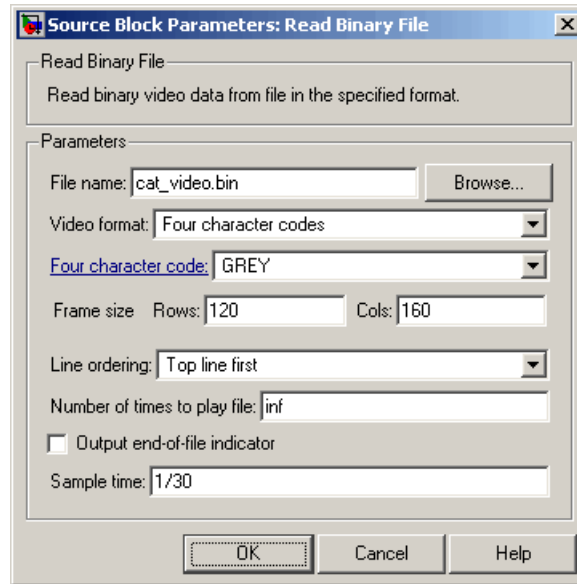 Source Block Parameters: Read Binary File
Read Binary File
Read binary video data from file in the specified format.
Parameters
File name: cat_video.bin Browse...
Video format: Four character codes
Four character code: GREY
Frame size Rows: 120 Cols: 160
Line ordering: Top line first
Number of times to play file: inf
Output end-of-file indicator
Sample time: 1/30
OK Cancel Help